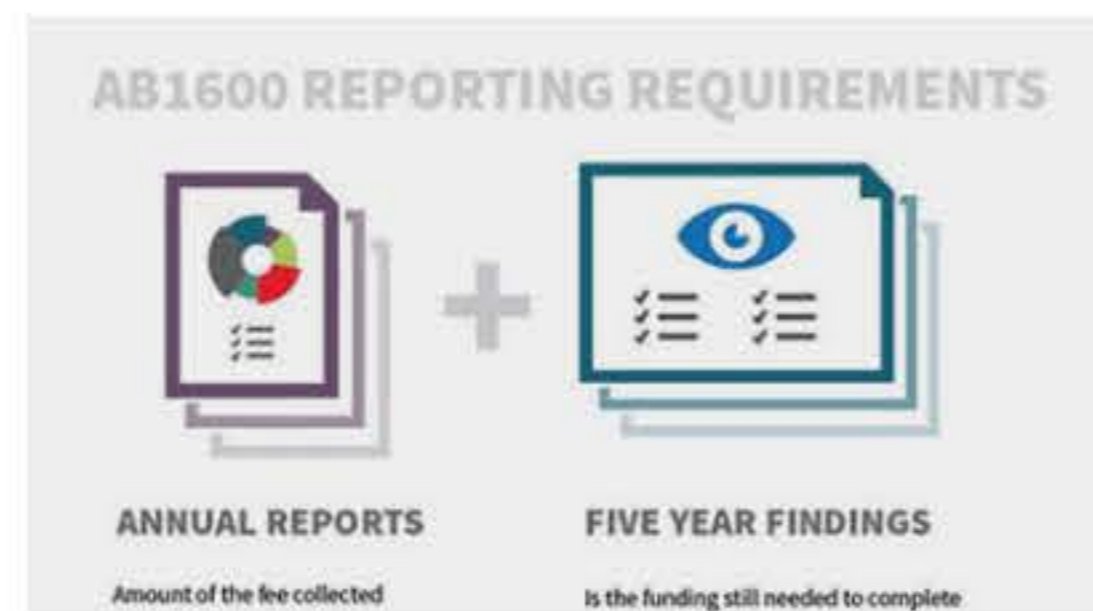 AB1600 REPORTING REQUIREMENTS
ANNUAL REPORTS
FIVE YEAR FINDINGS
Amount of the fee collected
Is the funding still needed to complete